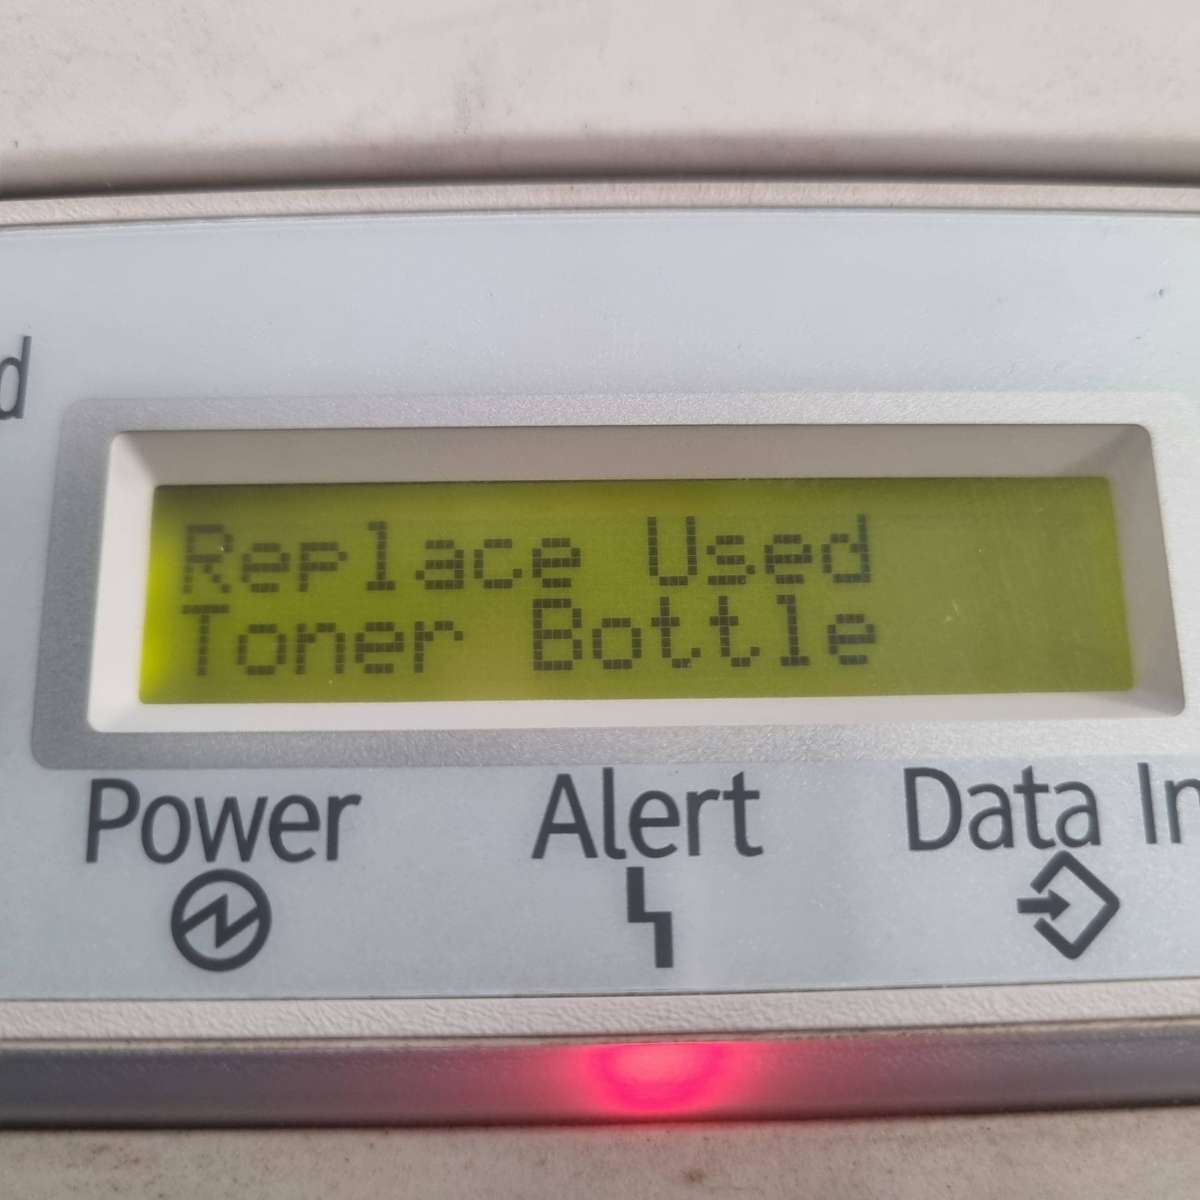 d
Replace Used
Toner Bottle
Power Alert Data In